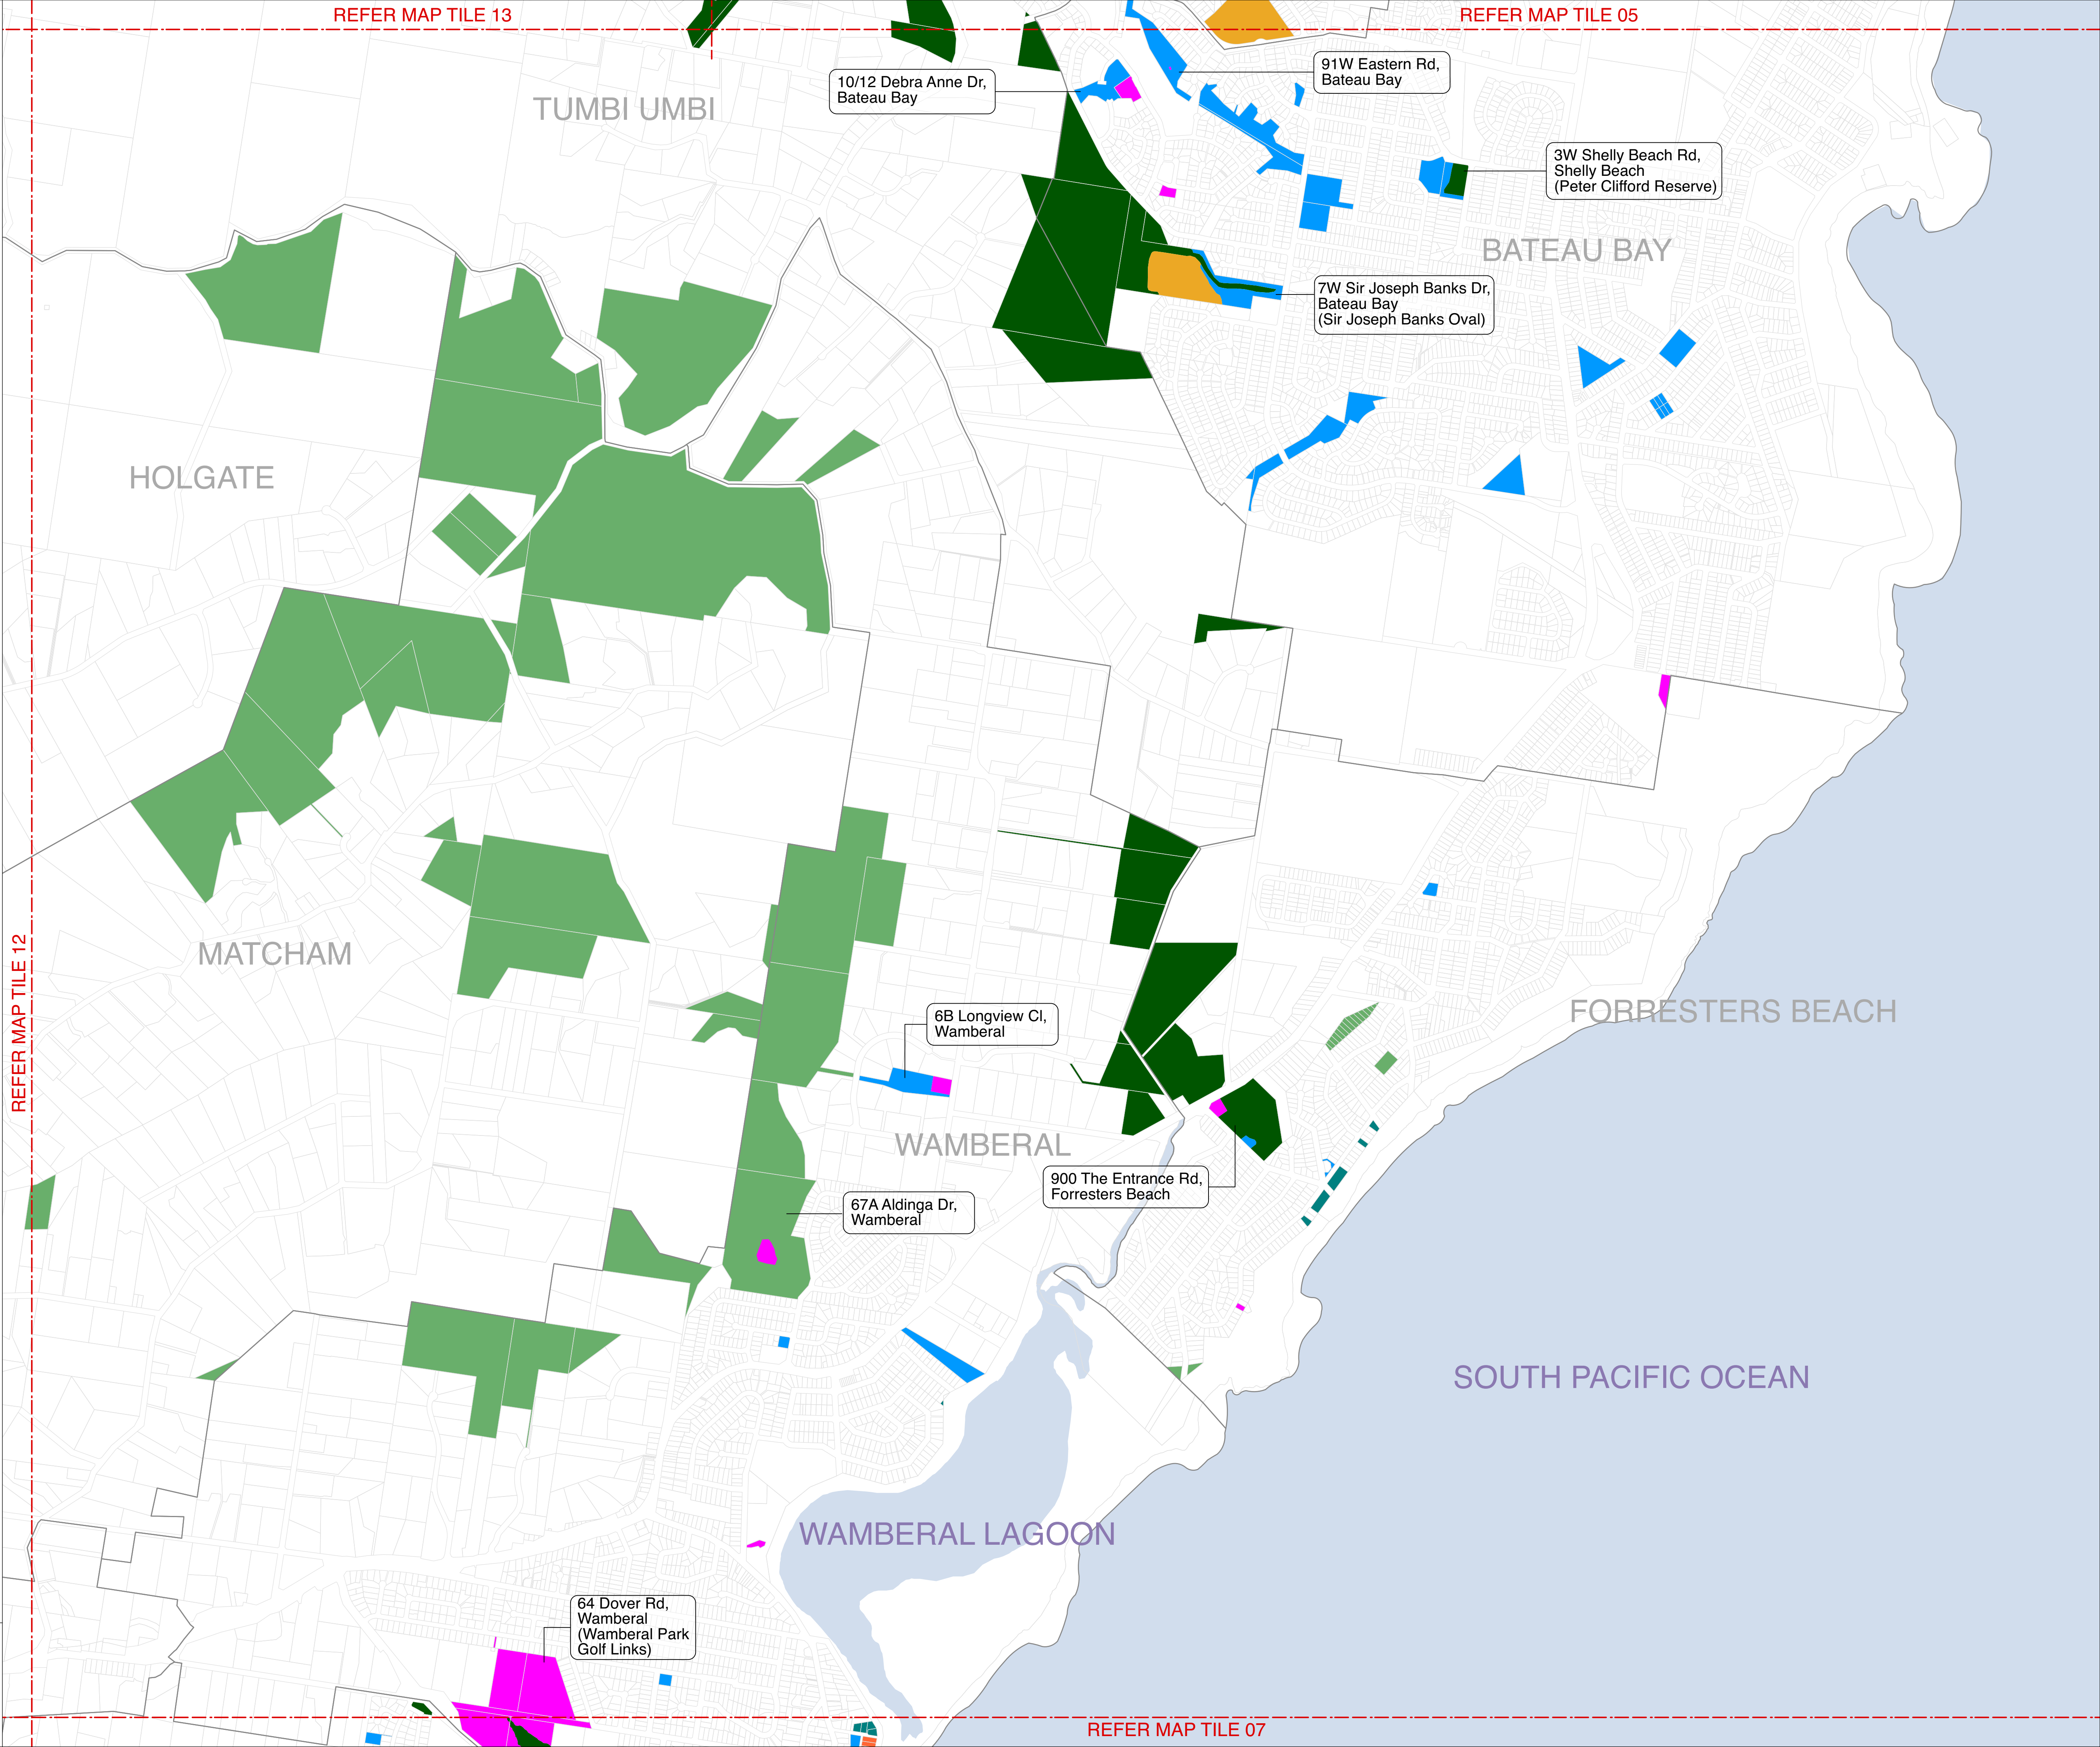 REFER MAP TILE 13
REFER MAP TILE 05
91W Eastern Rd,
Bateau Bay
10/12 Debra Anne Dr,
Bateau Bay
TUMBI UMBI
3W Shelly Beach Rd,
Shelly Beach
(Peter Clifford Reserve)
BATEAU BAY
7W Sir Joseph Banks Dr,
Bateau Bay
(Sir Joseph Banks Oval)
HOLGATE
MATCHAM
REFER MAP TILE 12
FORRESTERS BEACH
6B Longview Cl,
Wamberal
WAMBERAL
900 The Entrance Rd,
Forresters Beach
67A Aldinga Dr,
Wamberal
SOUTH PACIFIC OCEAN
WAMBERAL LAGOON
64 Dover Rd,
Wamberal
(Wamberal Park
Golf Links)
REFER MAP TILE 07